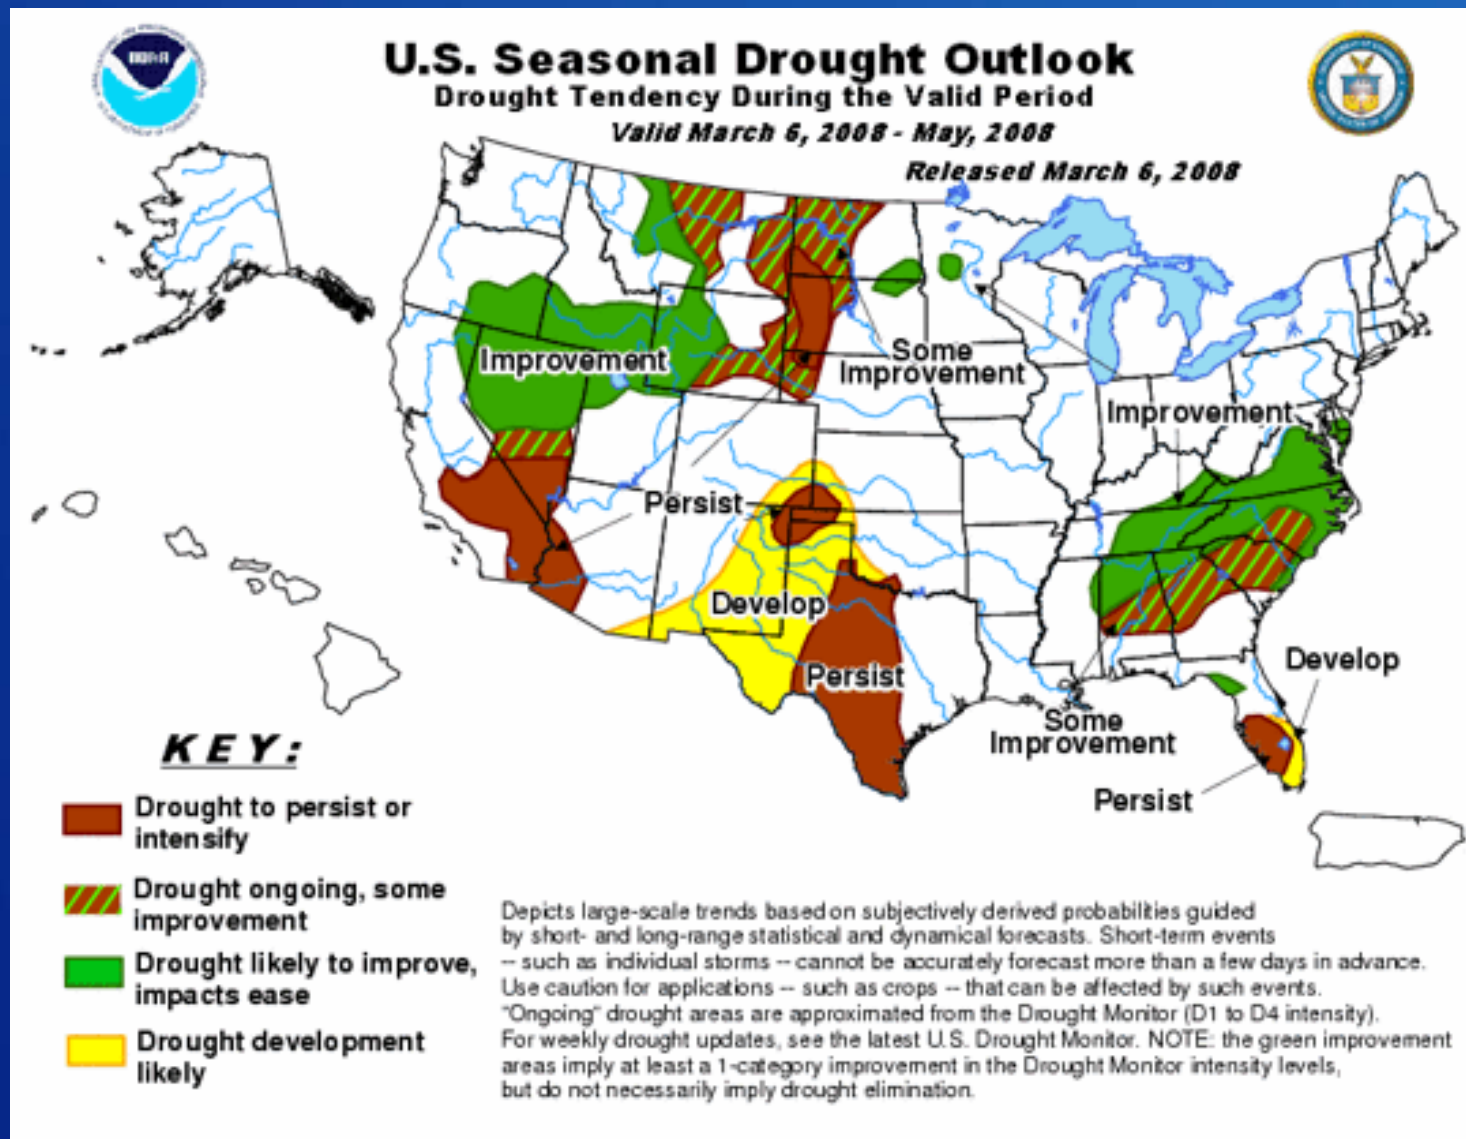 NOAA
U.S. Seasonal Drought Outlook
Drought Tendency During the Valid Period
Valid March 6, 2008 - May, 2008
Released March 6, 2008
Improvement
Some
Improvement
Improvement
Persist
Develop
Persist
Some
Improvement
Develop
Persist
KEY:
Drought to persist or
intensify
Drought ongoing, some
improvement
Drought likely to improve,
impacts ease
Drought development
likely
Depicts large-scale trends based on subjectively derived probabilities guided
by short- and long-range statistical and dynamical forecasts. Short-term events
-- such as individual storms -- cannot be accurately forecast more than a few days in advance.
Use caution for applications -- such as crops -- that can be affected by such events.
"Ongoing" drought areas are approximated from the Drought Monitor (D1 to D4 intensity).
For weekly drought updates, see the latest U.S. Drought Monitor. NOTE: the green improvement
areas imply at least a 1-category improvement in the Drought Monitor intensity levels,
but do not necessarily imply drought elimination.